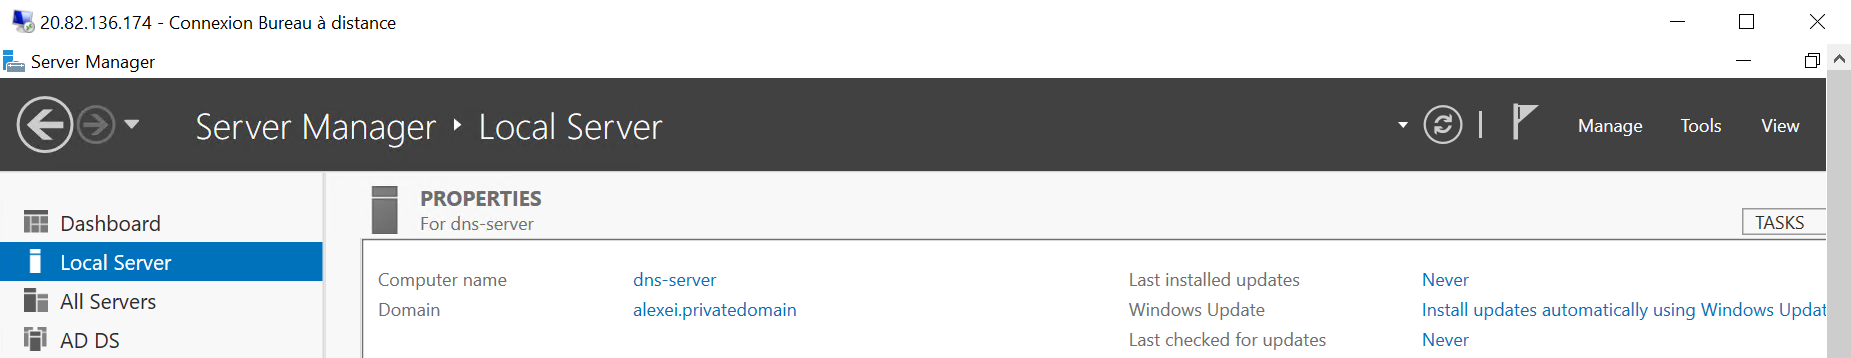 20.82.136.174 - Connexion Bureau à distance
Server Manager
Server Manager ‣ Local Server
Manage Tools View
Dashboard
Local Server
All Servers
AD DS
PROPERTIES
For dns-server
TASKS
Computer name dns-server
Domain alexei.privatedomain
Last installed updates Never
Windows Update Install updates automatically using Windows Updat
Last checked for updates Never